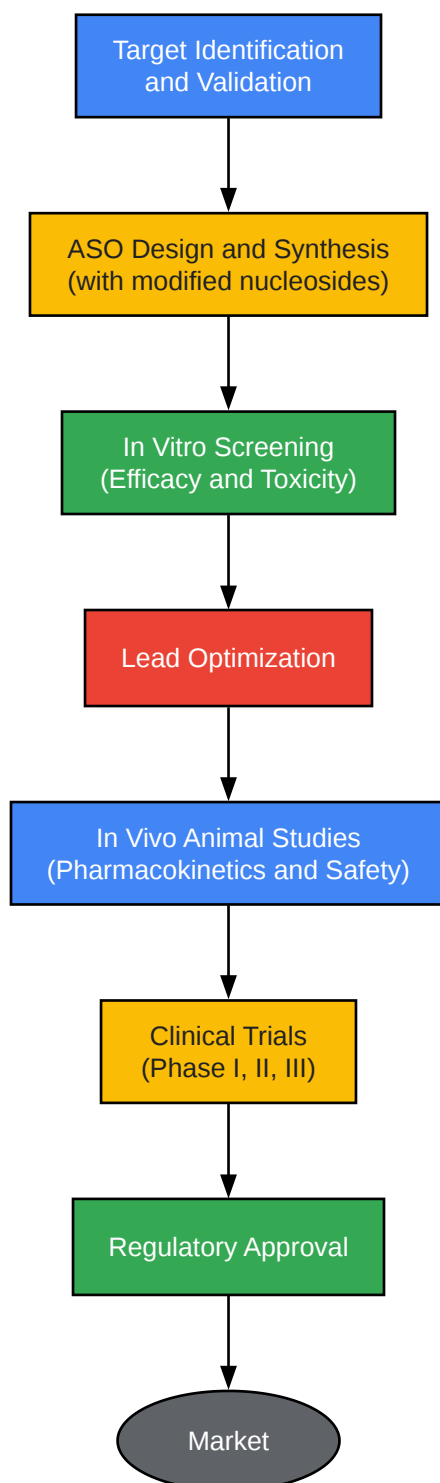 Target Identification
and Validation
ASO Design and Synthesis
(with modified nucleosides)
In Vitro Screening
(Efficacy and Toxicity)
Lead Optimization
In Vivo Animal Studies
(Pharmacokinetics and Safety)
Clinical Trials
(Phase I, II, III)
Regulatory Approval
Market